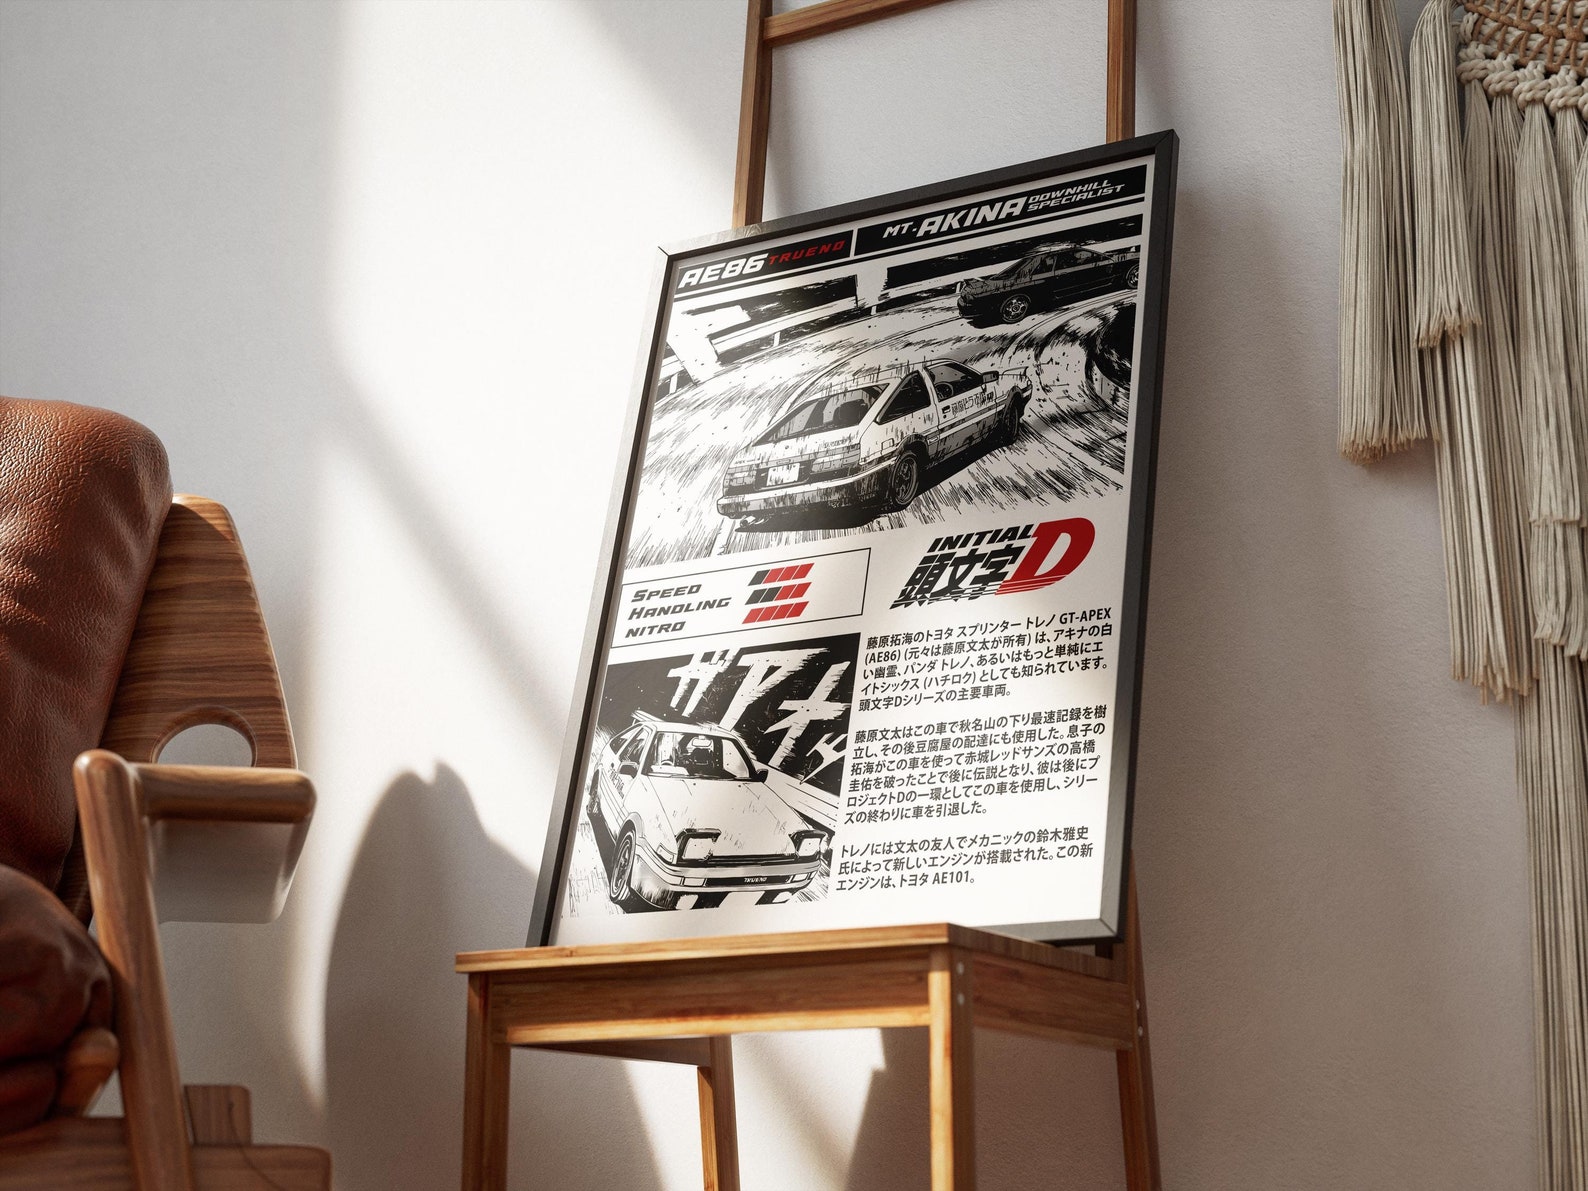 AE86 TRUENO
MT. AKINA DOWNHILL SPECIALIST
藤原とうふ店
INITIAL D
頭文字
SPEED
HANDLING
NITRO
藤原拓海のトヨタ スプリンター トレノ GT-APEX
(AE86) (元々は藤原文太が所有) は、アキナの白
い幽霊、パンダ トレノ、あるいはもっと単純にエ
イトシックス (ハチロク) としても知られています。
頭文字Dシリーズの主要車両。
藤原文太はこの車で秋名山の下り最速記録を樹
立し、その後豆腐屋の配達にも使用した。息子の
拓海がこの車を使って赤城レッドサンズの高橋
圭佑を破ったことで後に伝説となり、彼は後にプ
ロジェクトDの一環としてこの車を使用し、シリー
ズの終わりに車を引退した。
トレノには文太の友人でメカニックの鈴木雅史
氏によって新しいエンジンが搭載された。この新
エンジンは、トヨタ AE101。
ガアァ
TRUENO